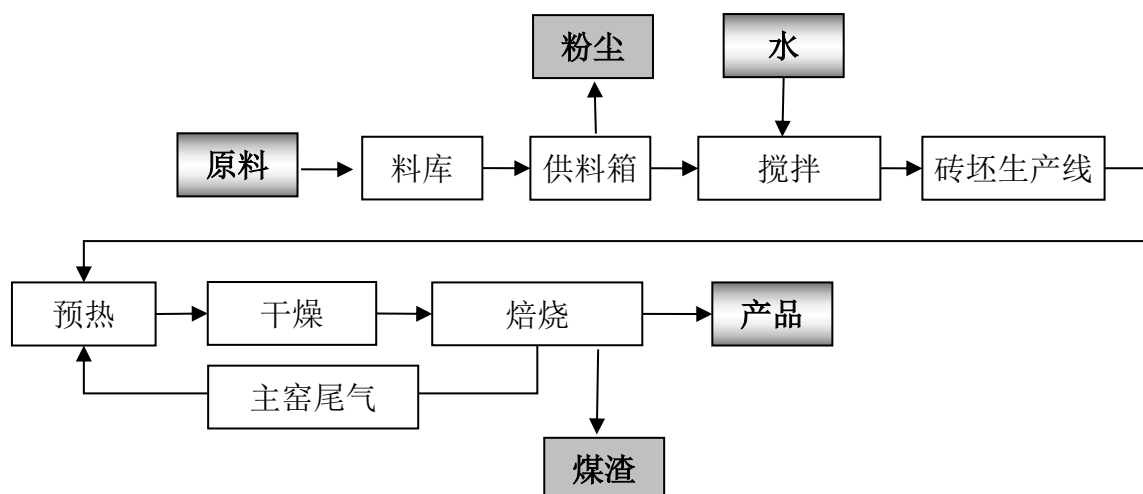 粉尘
水
原料
料库
供料箱
搅拌
砖坯生产线
预热
干燥
焙烧
产品
主窑尾气
煤渣